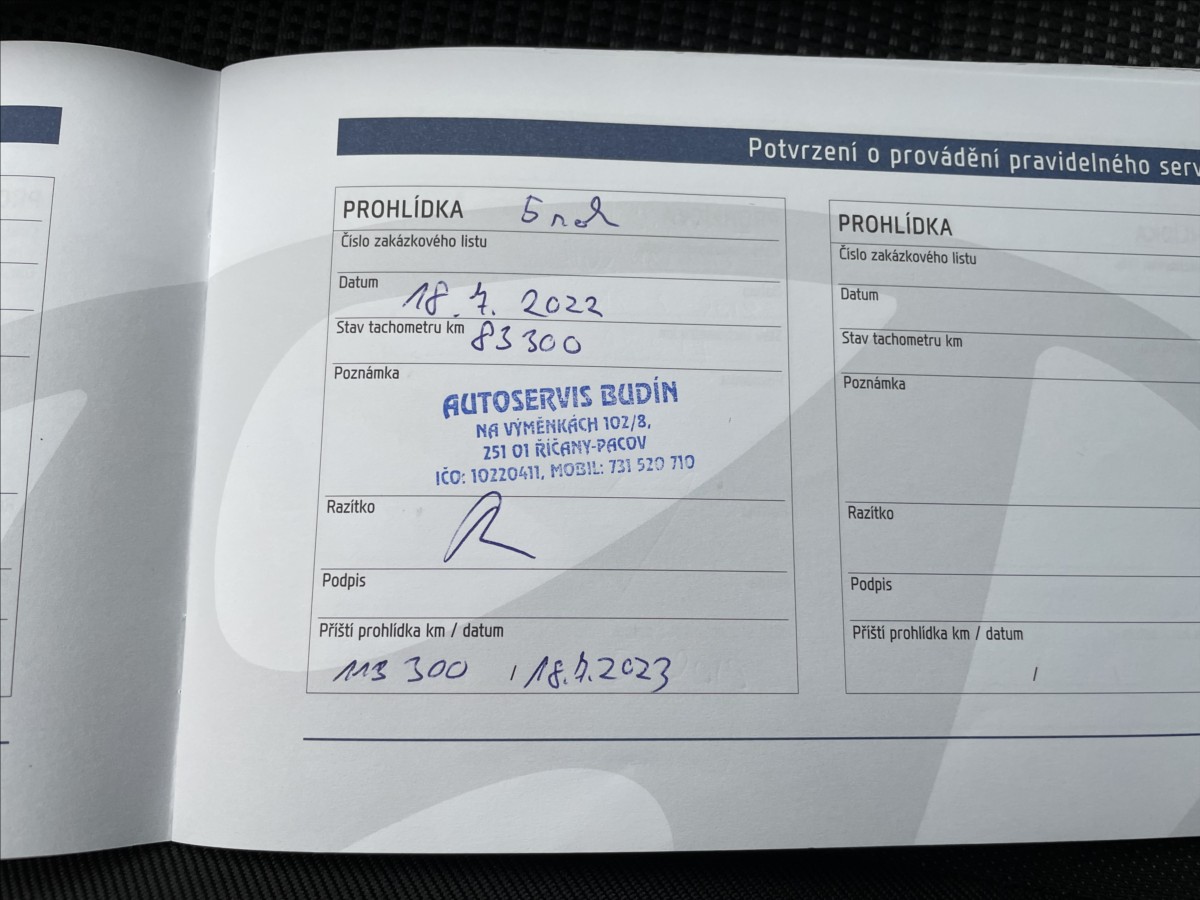 Potvrzení o provádění pravidelného serv
PROHLÍDKA 5 rok
Číslo zakázkového listu
Datum 18. 7. 2022
Stav tachometru km 83 300
Poznámka
AUTOSERVIS BUDÍN
NA VÝMĚNKÁCH 102/8,
251 01 ŘÍČANY-PACOV
IČO: 10220411, MOBIL: 731 520 710
Razítko
Podpis
Příští prohlídka km / datum
113 300 / 18.7.2023
PROHLÍDKA
Číslo zakázkového listu
Datum
Stav tachometru km
Poznámka
Razítko
Podpis
Příští prohlídka km / datum
/